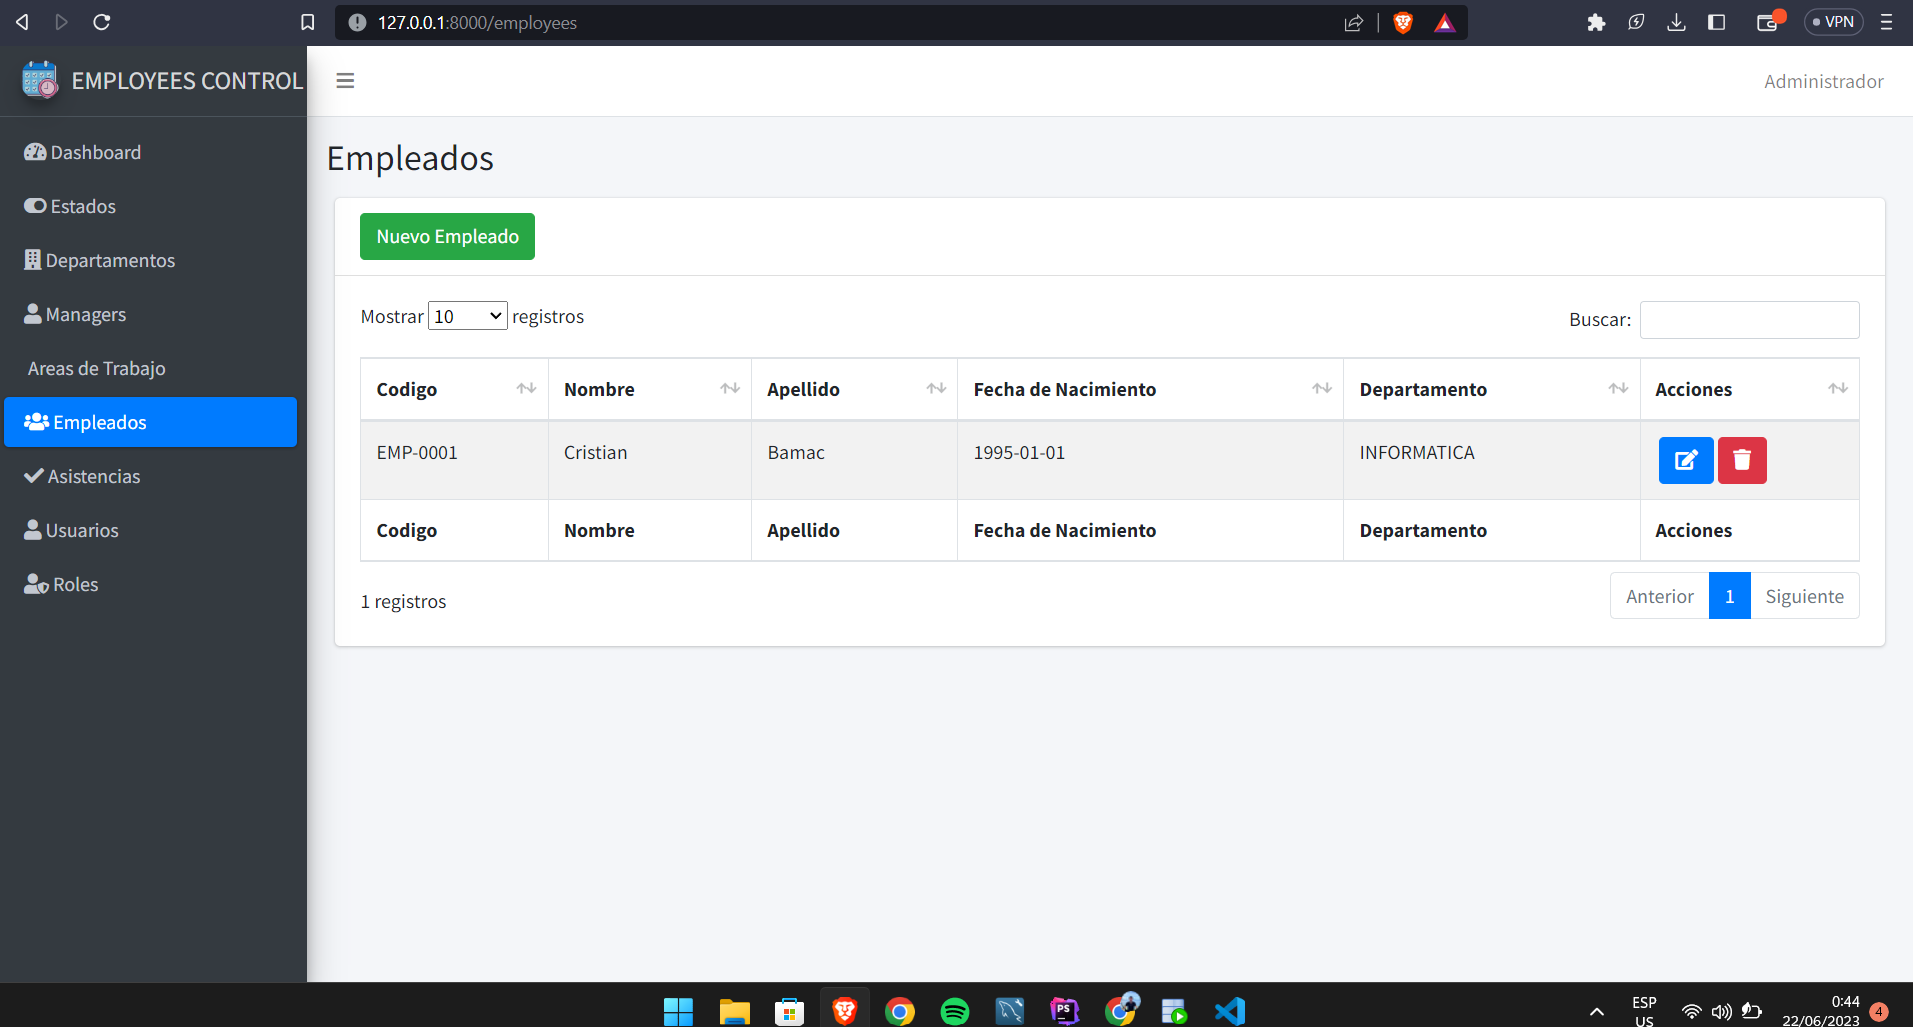 127.0.0.1:8000/employees
VPN
EMPLOYEES CONTROL
Administrador
Dashboard
Estados
Departamentos
Managers
Areas de Trabajo
Empleados
Asistencias
Usuarios
Roles
Empleados
Nuevo Empleado
Mostrar 10 registros
Buscar:
Codigo Nombre Apellido Fecha de Nacimiento Departamento Acciones
EMP-0001 Cristian Bamac 1995-01-01 INFORMATICA
Codigo Nombre Apellido Fecha de Nacimiento Departamento Acciones
1 registros
Anterior 1 Siguiente
PS
ESP
US
0:44
22/06/2023
4